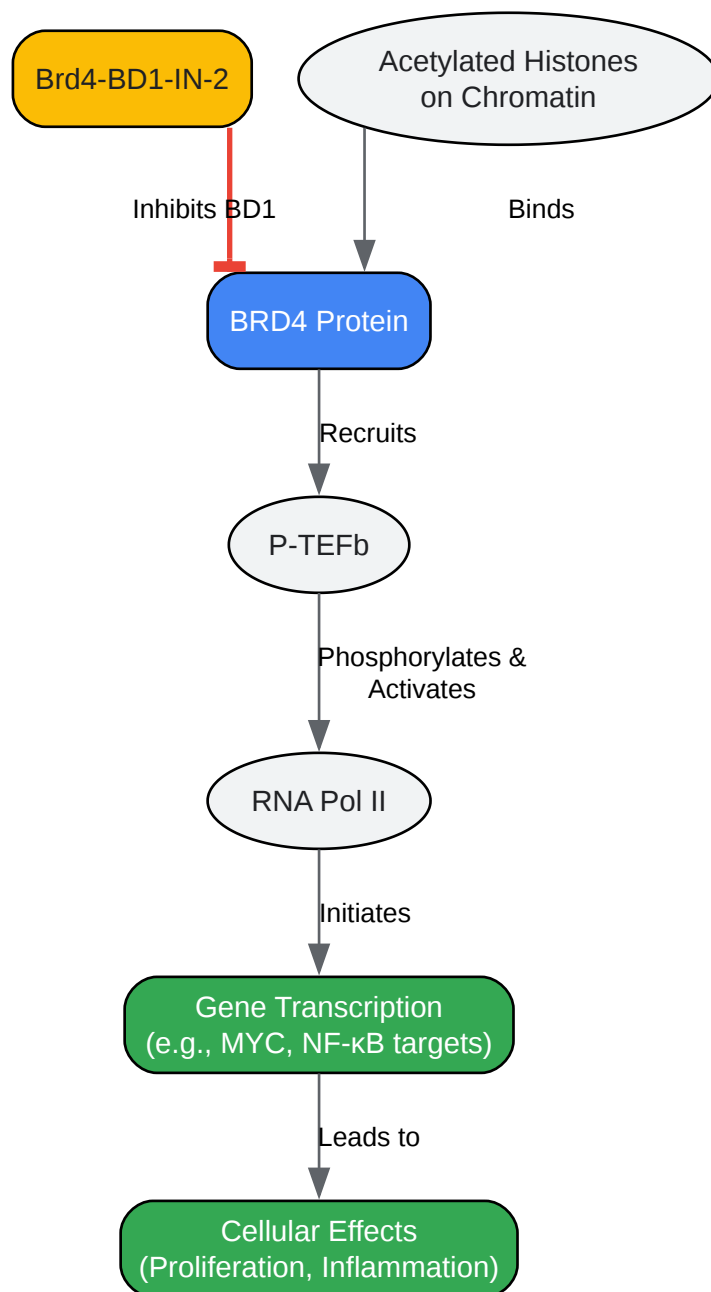 Brd4-BD1-IN-2
Acetylated Histones
on Chromatin
Inhibits BD1
Binds
BRD4 Protein
Recruits
P-TEFb
Phosphorylates &
Activates
RNA Pol II
Initiates
Gene Transcription
(e.g., MYC, NF-κB targets)
Leads to
Cellular Effects
(Proliferation, Inflammation)